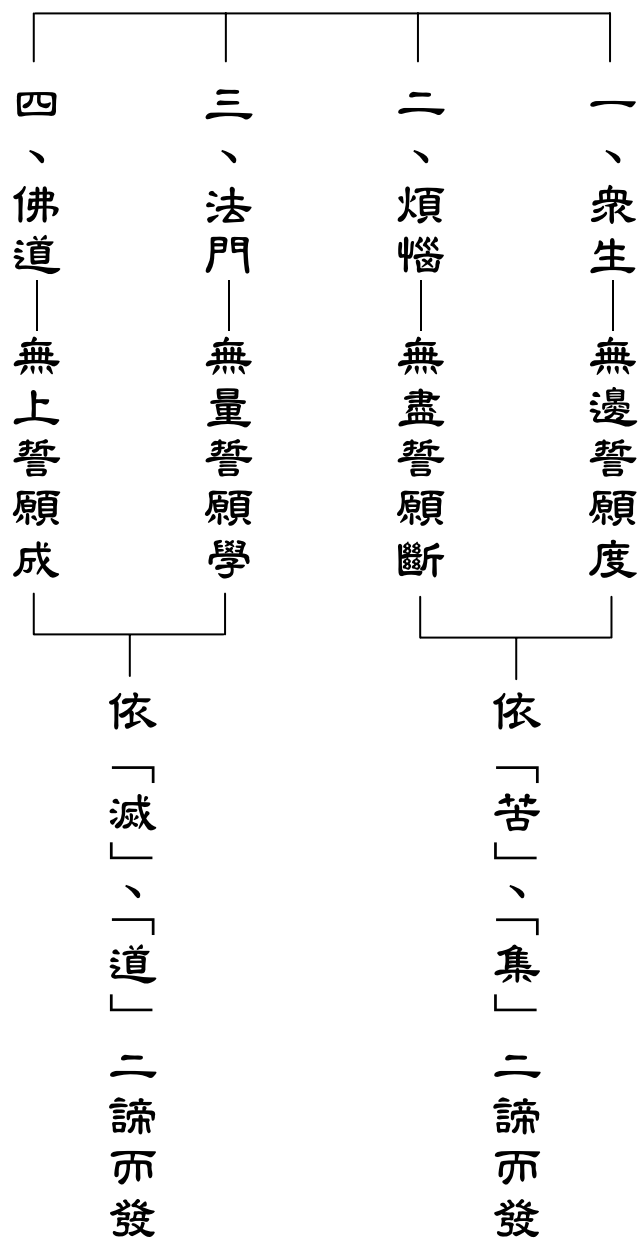 一、衆生—無邊誓願度
二、煩惱—無盡誓願斷
三、法門—無量誓願學
四、佛道—無上誓願成
依「苦」、「集」二諦而發
依「滅」、「道」二諦而發